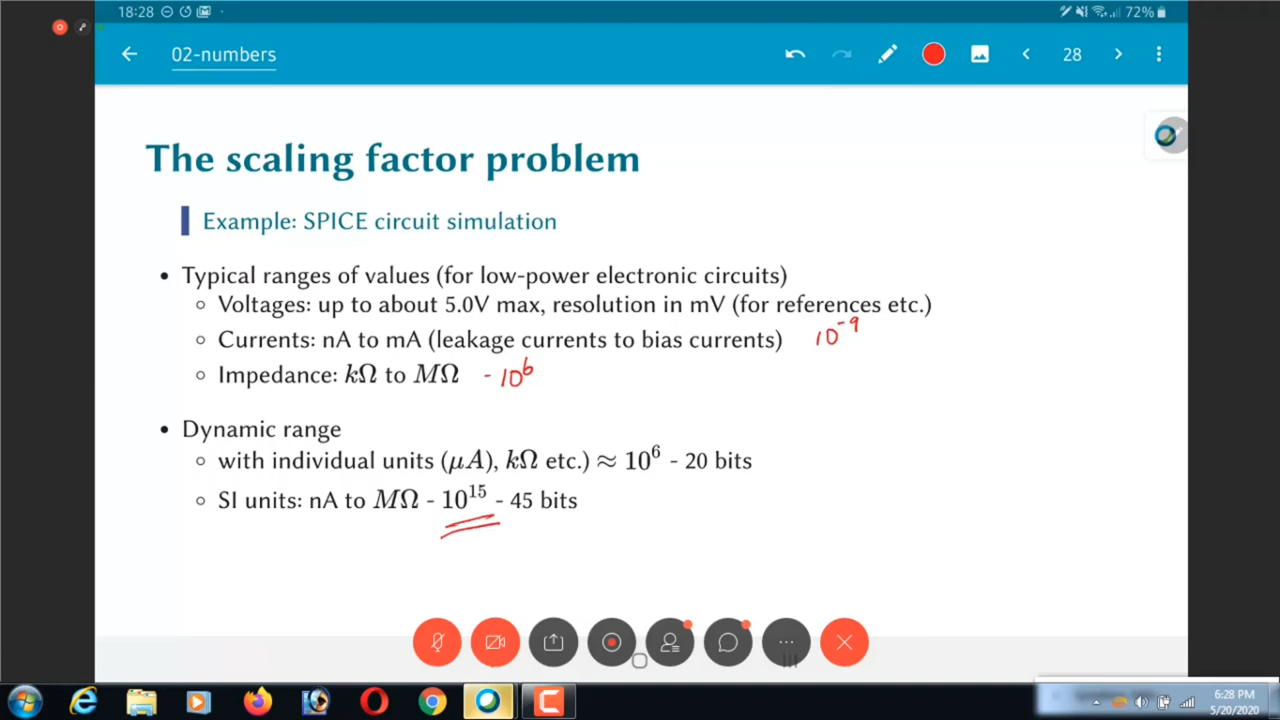 18:28
72%
02-numbers
28
The scaling factor problem
Example: SPICE circuit simulation
• Typical ranges of values (for low-power electronic circuits)
◦ Voltages: up to about 5.0V max, resolution in mV (for references etc.)
◦ Currents: nA to mA (leakage currents to bias currents) 10⁻⁹
◦ Impedance: kΩ to MΩ - 10⁶
• Dynamic range
◦ with individual units (μA), kΩ etc.) ≈ 10⁶ - 20 bits
◦ SI units: nA to MΩ - 10¹⁵ - 45 bits
6:28 PM
5/20/2020